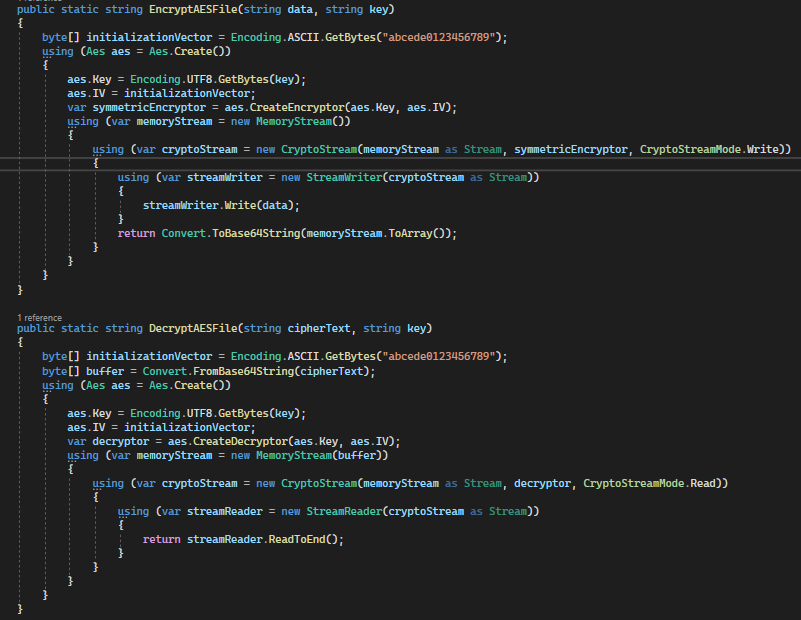 public static string EncryptAESFile(string data, string key)
{
byte[] initializationVector = Encoding.ASCII.GetBytes("abcede0123456789");
using (Aes aes = Aes.Create())
{
aes.Key = Encoding.UTF8.GetBytes(key);
aes.IV = initializationVector;
var symmetricEncryptor = aes.CreateEncryptor(aes.Key, aes.IV);
using (var memoryStream = new MemoryStream())
{
using (var cryptoStream = new CryptoStream(memoryStream as Stream, symmetricEncryptor, CryptoStreamMode.Write))
{
using (var streamWriter = new StreamWriter(cryptoStream as Stream))
{
streamWriter.Write(data);
}
return Convert.ToBase64String(memoryStream.ToArray());
}
}
}
}
1 reference
public static string DecryptAESFile(string cipherText, string key)
{
byte[] initializationVector = Encoding.ASCII.GetBytes("abcede0123456789");
byte[] buffer = Convert.FromBase64String(cipherText);
using (Aes aes = Aes.Create())
{
aes.Key = Encoding.UTF8.GetBytes(key);
aes.IV = initializationVector;
var decryptor = aes.CreateDecryptor(aes.Key, aes.IV);
using (var memoryStream = new MemoryStream(buffer))
{
using (var cryptoStream = new CryptoStream(memoryStream as Stream, decryptor, CryptoStreamMode.Read))
{
using (var streamReader = new StreamReader(cryptoStream as Stream))
{
return streamReader.ReadToEnd();
}
}
}
}
}